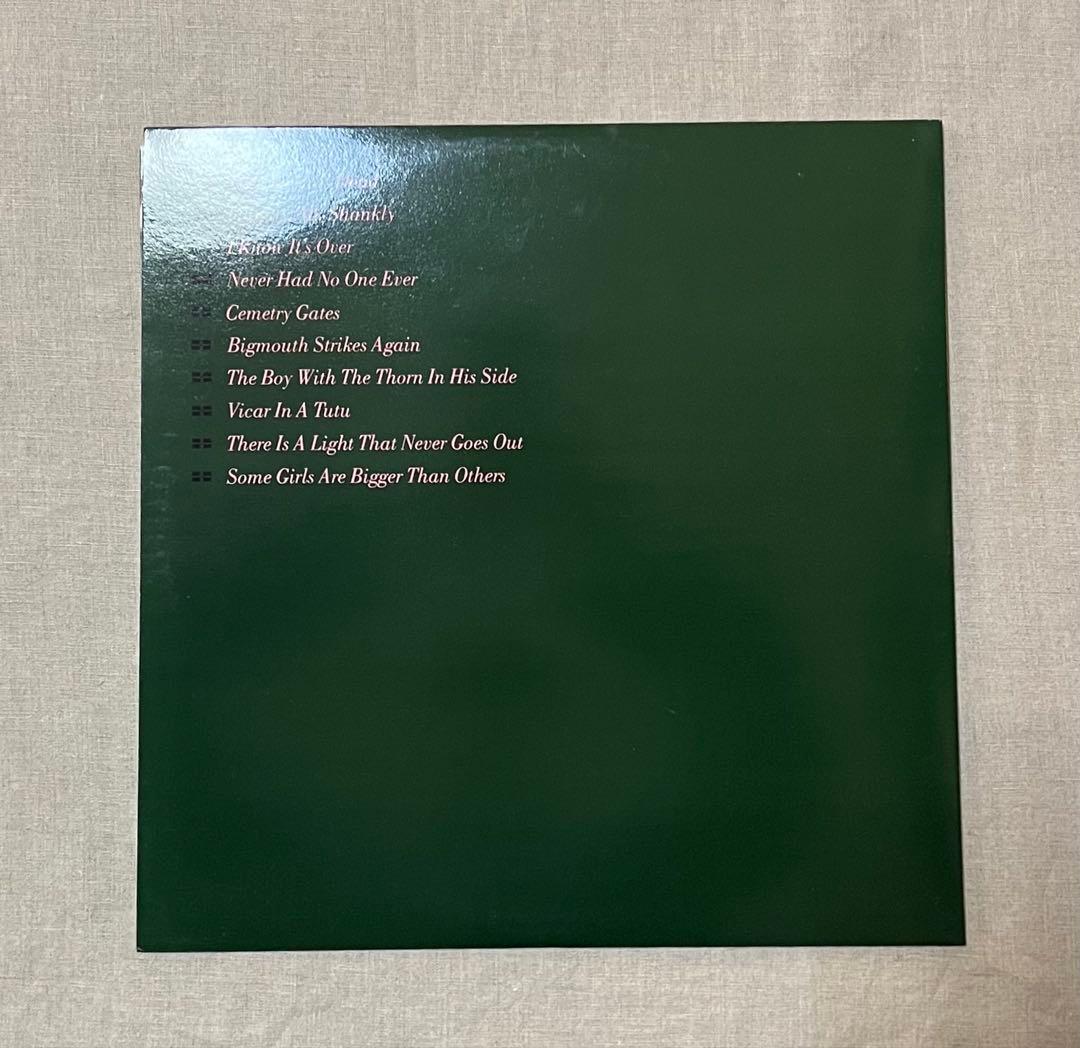 Dead
Mr. Shankly
I Know It's Over
Never Had No One Ever
Cemetry Gates
Bigmouth Strikes Again
The Boy With The Thorn In His Side
Vicar In A Tutu
There Is A Light That Never Goes Out
Some Girls Are Bigger Than Others